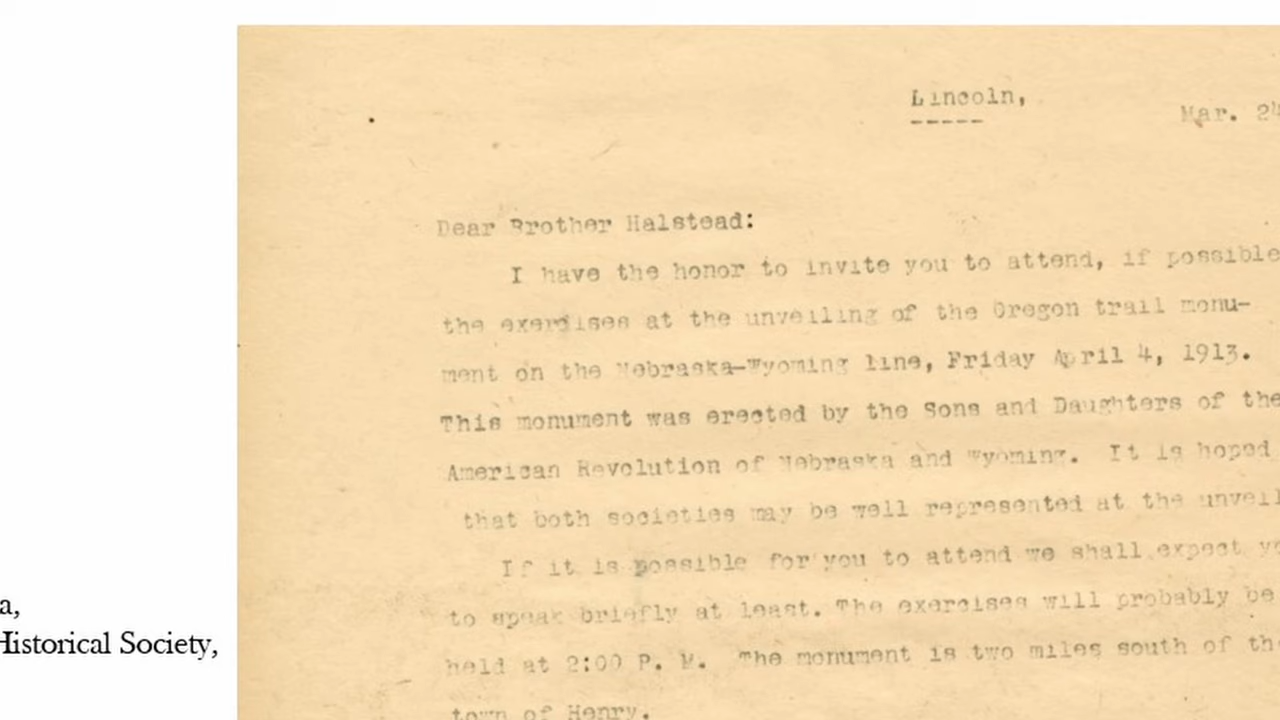 Lincoln,
Mar. 24
Dear Brother Halstead:
I have the honor to invite you to attend, if possible
the exercises at the unveiling of the Oregon trail monu-
ment on the Nebraska-Wyoming line, Friday April 4, 1913.
This monument was erected by the Sons and Daughters of the
American Revolution of Nebraska and Wyoming. It is hoped
that both societies may be well represented at the unveil
If it is possible for you to attend we shall expect yo
to speak briefly at least. The exercises will probably be
held at 2:00 P. M. The monument is two miles south of th
town of Henry.
a,
Historical Society,